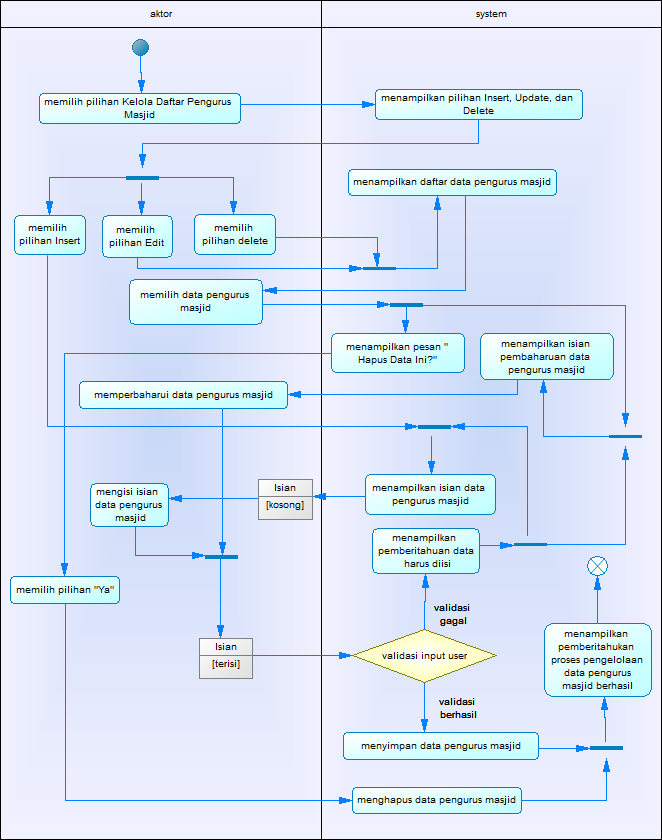 aktor
system
memilih pilihan Kelola Daftar Pengurus
Masjid
menampilkan pilihan Insert, Update, dan
Delete
menampilkan daftar data pengurus masjid
memilih
pilihan Insert
memilih
pilihan Edit
memilih
pilihan delete
memilih data pengurus
masjid
menampilkan pesan "
Hapus Data Ini?"
menampilkan isian
pembaharuan data
pengurus masjid
memperbaharui data pengurus masjid
mengisi isian
data pengurus
masjid
Isian
[kosong]
menampilkan isian data
pengurus masjid
menampilkan
pemberitahuan data
harus diisi
memilih pilihan "Ya"
validasi
gagal
Isian
[terisi]
validasi input user
menampilkan
pemberitahukan
proses pengelolaan
data pengurus
masjid berhasil
validasi
berhasil
menyimpan data pengurus masjid
menghapus data pengurus masjid